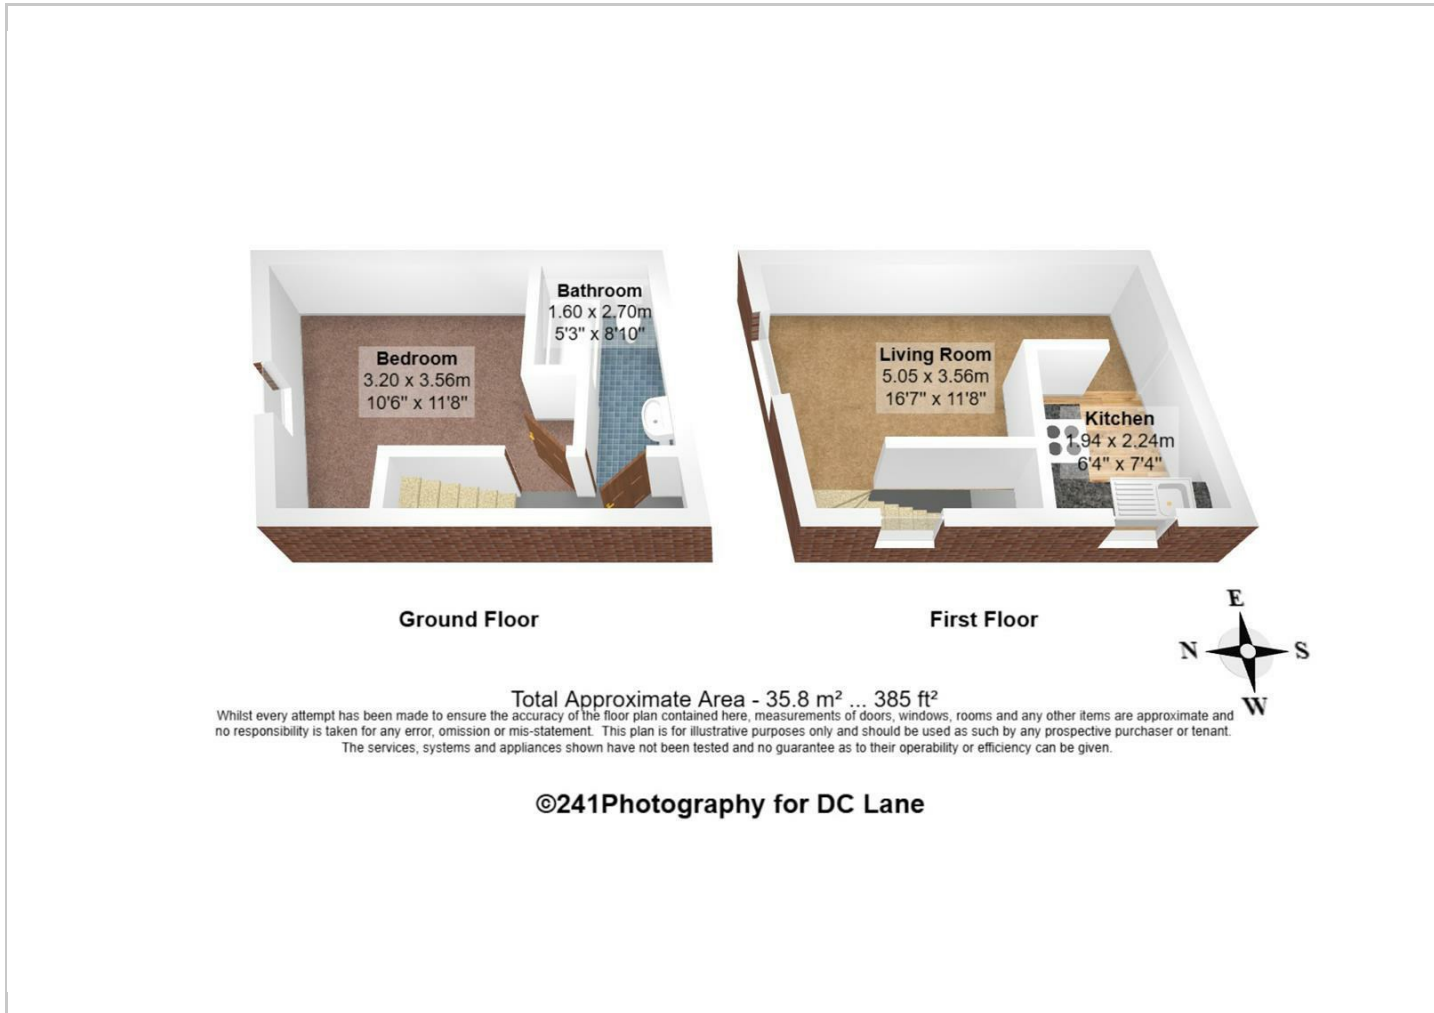 Bathroom
1.60 x 2.70m
5'3" x 8'10"
Bedroom
3.20 x 3.56m
10'6" x 11'8"
Living Room
5.05 x 3.56m
16'7" x 11'8"
Kitchen
1.94 x 2.24m
6'4" x 7'4"
Ground Floor
First Floor
E
N S
W
Total Approximate Area - 35.8 m² ... 385 ft²
Whilst every attempt has been made to ensure the accuracy of the floor plan contained here, measurements of doors, windows, rooms and any other items are approximate and
no responsibility is taken for any error, omission or mis-statement. This plan is for illustrative purposes only and should be used as such by any prospective purchaser or tenant.
The services, systems and appliances shown have not been tested and no guarantee as to their operability or efficiency can be given.
©241Photography for DC Lane